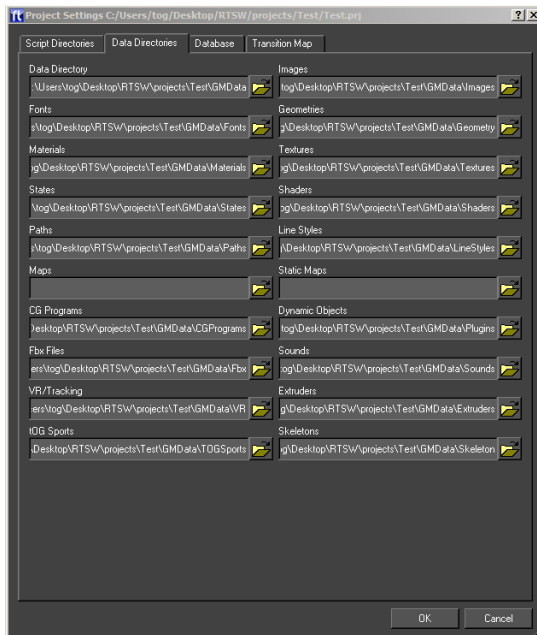 Project Settings C:/Users/tog/Desktop/RTSW/projects/Test/Test.prj
Script Directories Data Directories Database Transition Map
Data Directory Images
:\Users\tog\Desktop\RTSW\projects\Test\GMData tog\Desktop\RTSW\projects\Test\GMData\Images
Fonts Geometries
s\tog\Desktop\RTSW\projects\Test\GMData\Fonts g\Desktop\RTSW\projects\Test\GMData\Geometry
Materials Textures
og\Desktop\RTSW\projects\Test\GMData\Materials og\Desktop\RTSW\projects\Test\GMData\Textures
States Shaders
\tog\Desktop\RTSW\projects\Test\GMData\States og\Desktop\RTSW\projects\Test\GMData\Shaders
Paths Line Styles
s\tog\Desktop\RTSW\projects\Test\GMData\Paths \Desktop\RTSW\projects\Test\GMData\LineStyles
Maps Static Maps
CG Programs Dynamic Objects
Desktop\RTSW\projects\Test\GMData\CGPrograms tog\Desktop\RTSW\projects\Test\GMData\Plugins
Fbx Files Sounds
ers\tog\Desktop\RTSW\projects\Test\GMData\Fbx tog\Desktop\RTSW\projects\Test\GMData\Sounds
VR/Tracking Extruders
ers\tog\Desktop\RTSW\projects\Test\GMData\VR g\Desktop\RTSW\projects\Test\GMData\Extruders
tOG Sports Skeletons
\Desktop\RTSW\projects\Test\GMData\TOGSports g\Desktop\RTSW\projects\Test\GMData\Skeleton
OK Cancel